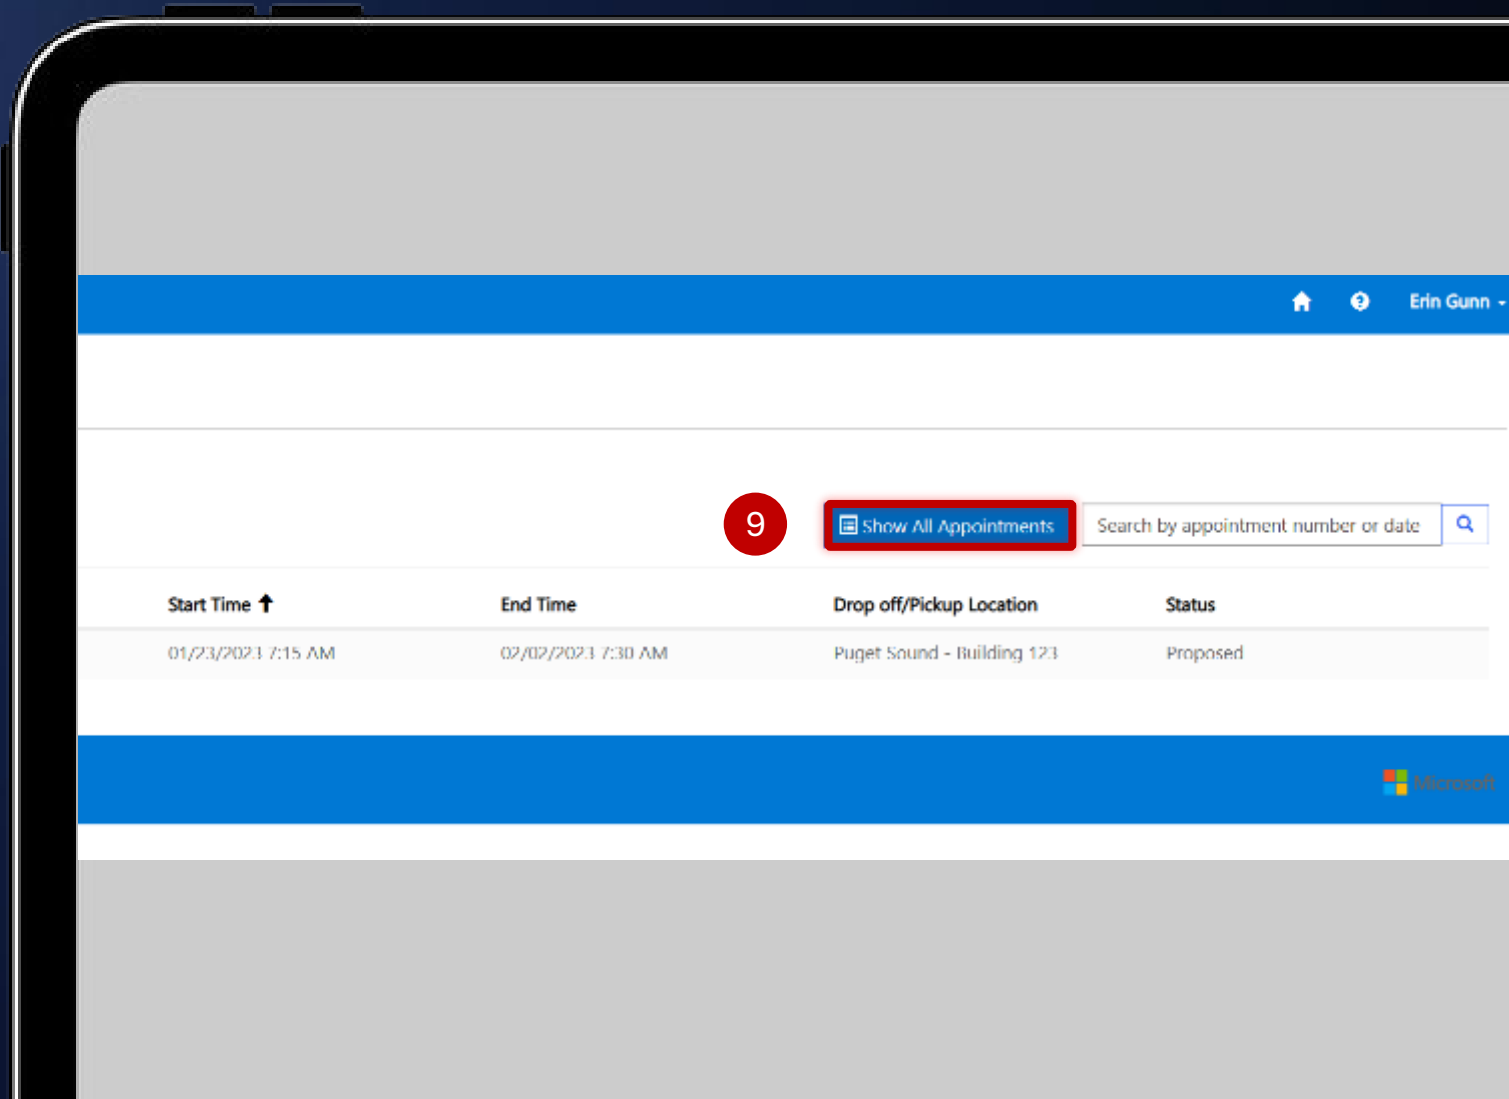 Erin Gunn
9
Show All Appointments
Search by appointment number or date
Start Time End Time Drop off/Pickup Location Status
01/23/2023 7:15 AM 02/02/2023 7:30 AM Puget Sound - Building 123 Proposed
Microsoft